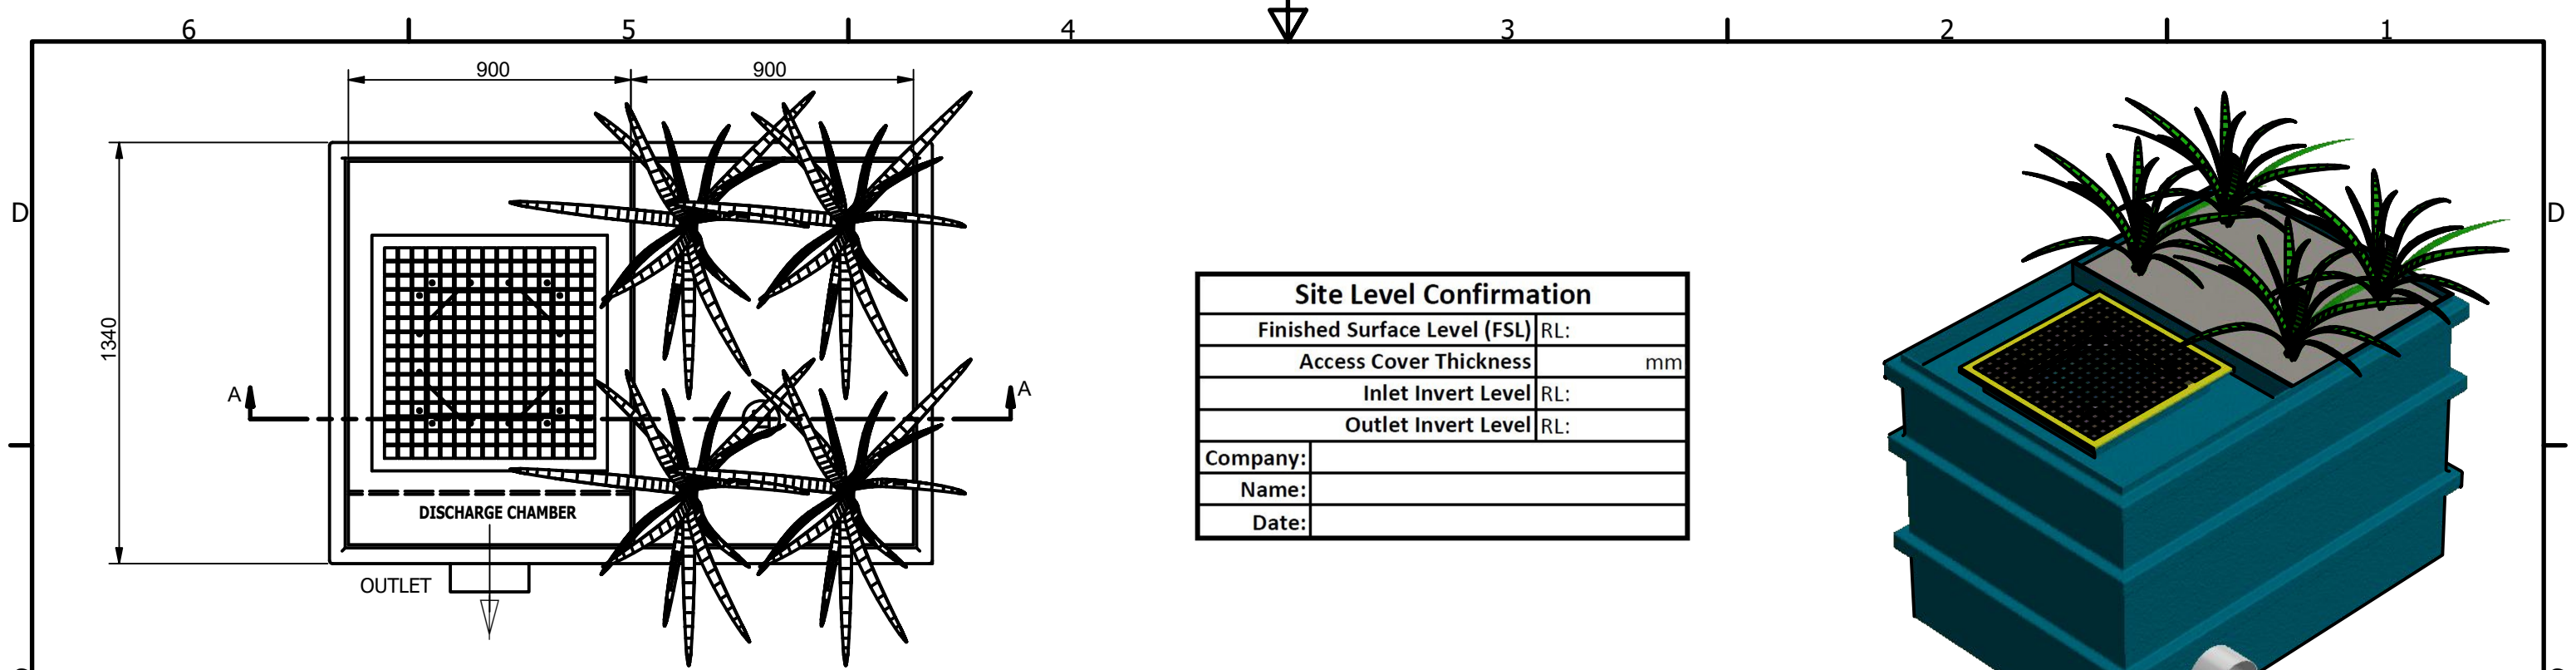 6 5 4 3 2 1
900 900
D D
1340
A A
DISCHARGE CHAMBER
OUTLET
Site Level Confirmation
Finished Surface Level (FSL) RL:
Access Cover Thickness mm
Inlet Invert Level RL:
Outlet Invert Level RL:
Company:
Name:
Date: